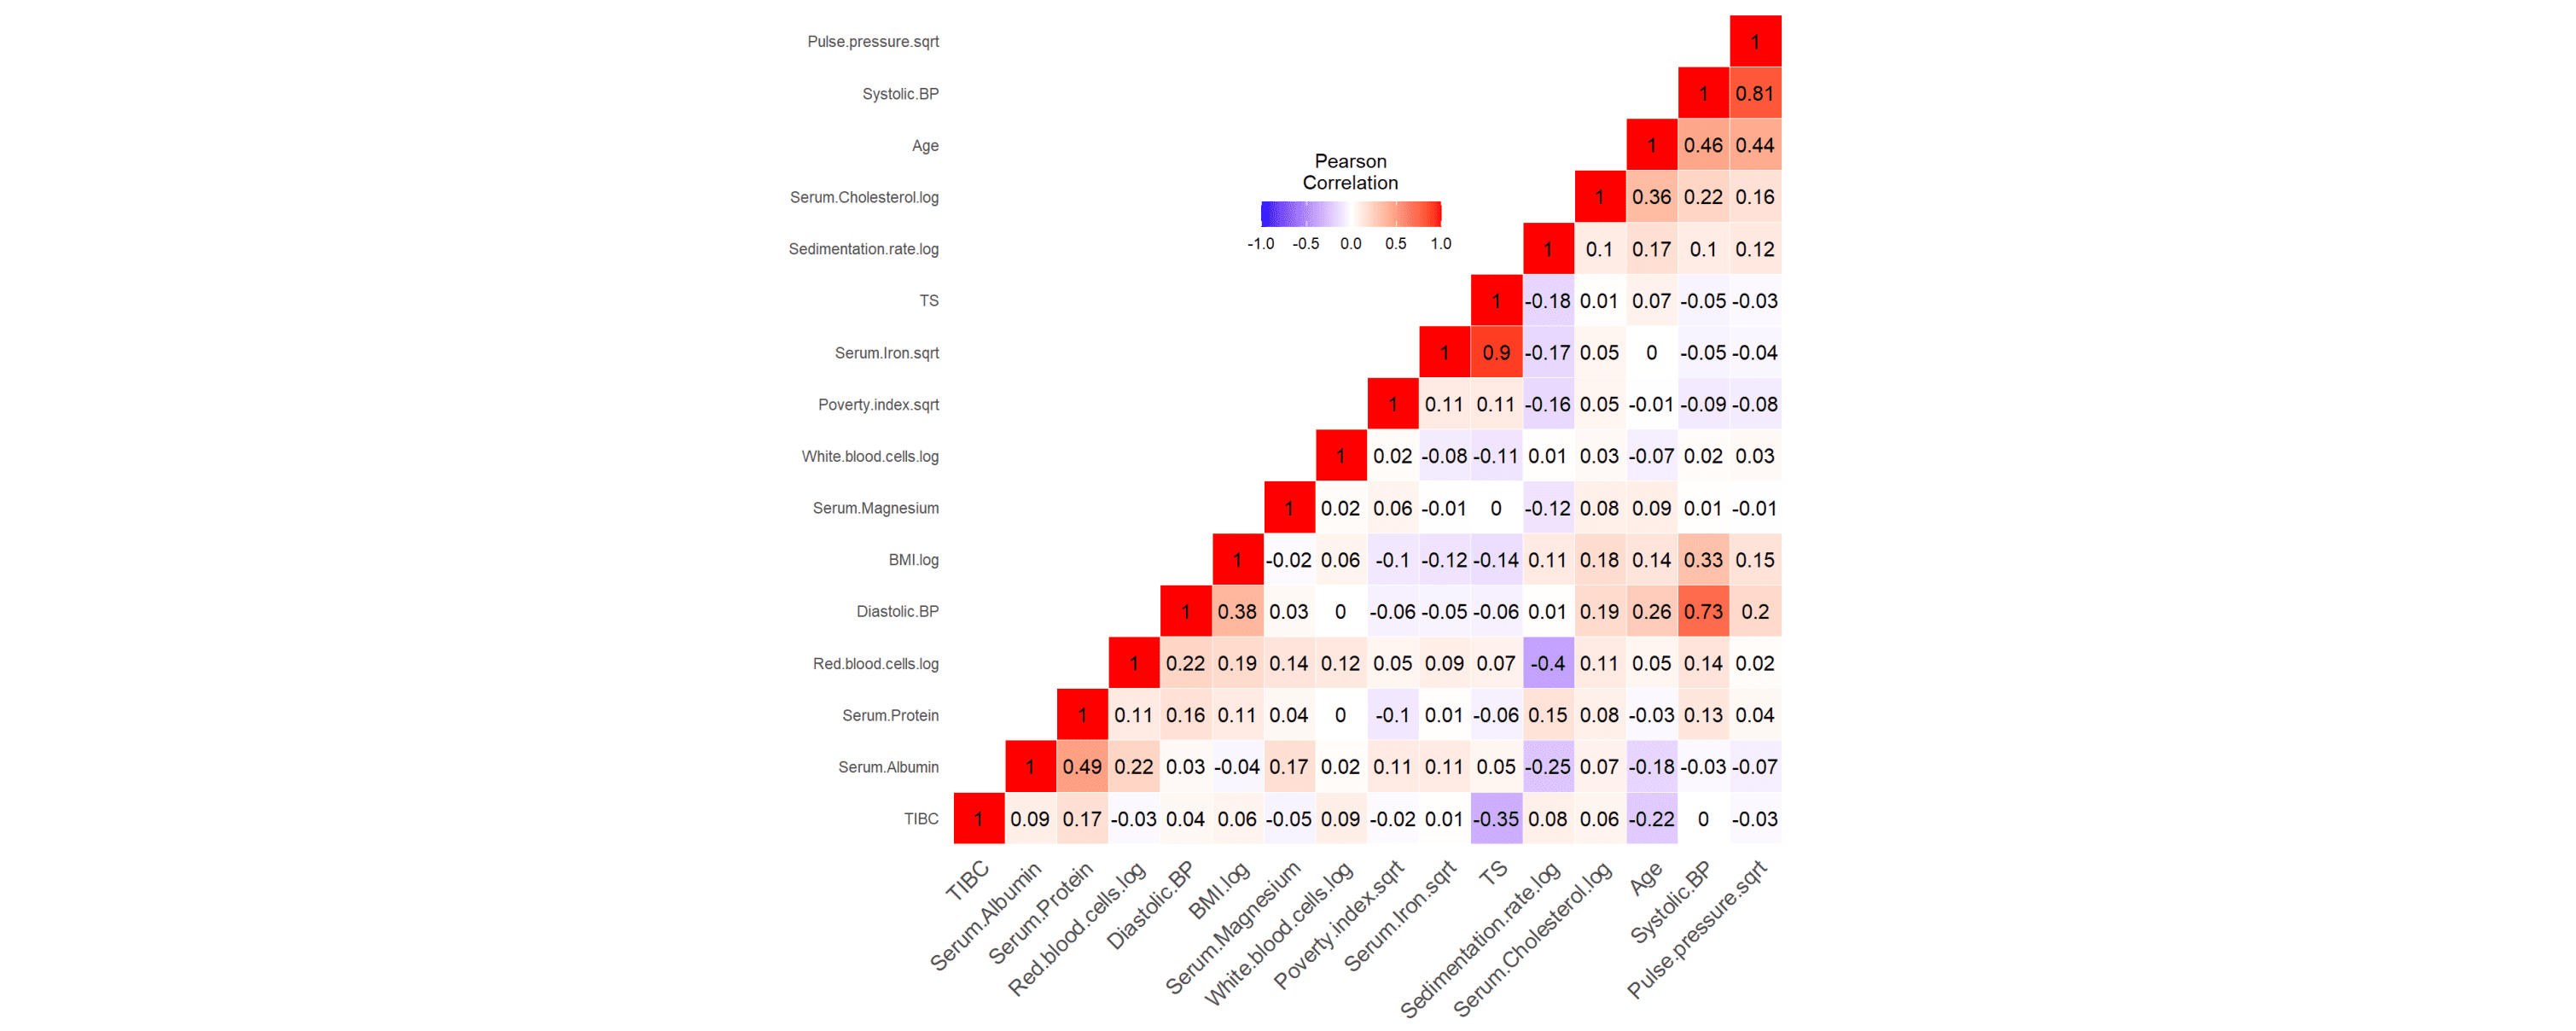 Pulse.pressure.sqrt 1
Systolic.BP 1 0.81
Age 1 0.46 0.44
Pearson
Correlation
-1.0 -0.5 0.0 0.5 1.0
Serum.Cholesterol.log 1 0.36 0.22 0.16
Sedimentation.rate.log 1 0.1 0.17 0.1 0.12
TS 1 -0.18 0.01 0.07 -0.05 -0.03
Serum.Iron.sqrt 1 0.9 -0.17 0.05 0 -0.05 -0.04
Poverty.index.sqrt 1 0.11 0.11 -0.16 0.05 -0.01 -0.09 -0.08
White.blood.cells.log 1 0.02 -0.08 -0.11 0.01 0.03 -0.07 0.02 0.03
Serum.Magnesium 1 0.02 0.06 -0.01 0 -0.12 0.08 0.09 0.01 -0.01
BMI.log 1 -0.02 0.06 -0.1 -0.12 -0.14 0.11 0.18 0.14 0.33 0.15
Diastolic.BP 1 0.38 0.03 0 -0.06 -0.05 -0.06 0.01 0.19 0.26 0.73 0.2
Red.blood.cells.log 1 0.22 0.19 0.14 0.12 0.05 0.09 0.07 -0.4 0.11 0.05 0.14 0.02
Serum.Protein 1 0.11 0.16 0.11 0.04 0 -0.1 0.01 -0.06 0.15 0.08 -0.03 0.13 0.04
Serum.Albumin 1 0.49 0.22 0.03 -0.04 0.17 0.02 0.11 0.11 0.05 -0.25 0.07 -0.18 -0.03 -0.07
TIBC 1 0.09 0.17 -0.03 0.04 0.06 -0.05 0.09 -0.02 0.01 -0.35 0.08 0.06 -0.22 0 -0.03
TIBC
Serum.Albumin
Serum.Protein
Red.blood.cells.log
Diastolic.BP
BMI.log
Serum.Magnesium
White.blood.cells.log
Poverty.index.sqrt
Serum.Iron.sqrt
TS
Sedimentation.rate.log
Serum.Cholesterol.log
Age
Systolic.BP
Pulse.pressure.sqrt